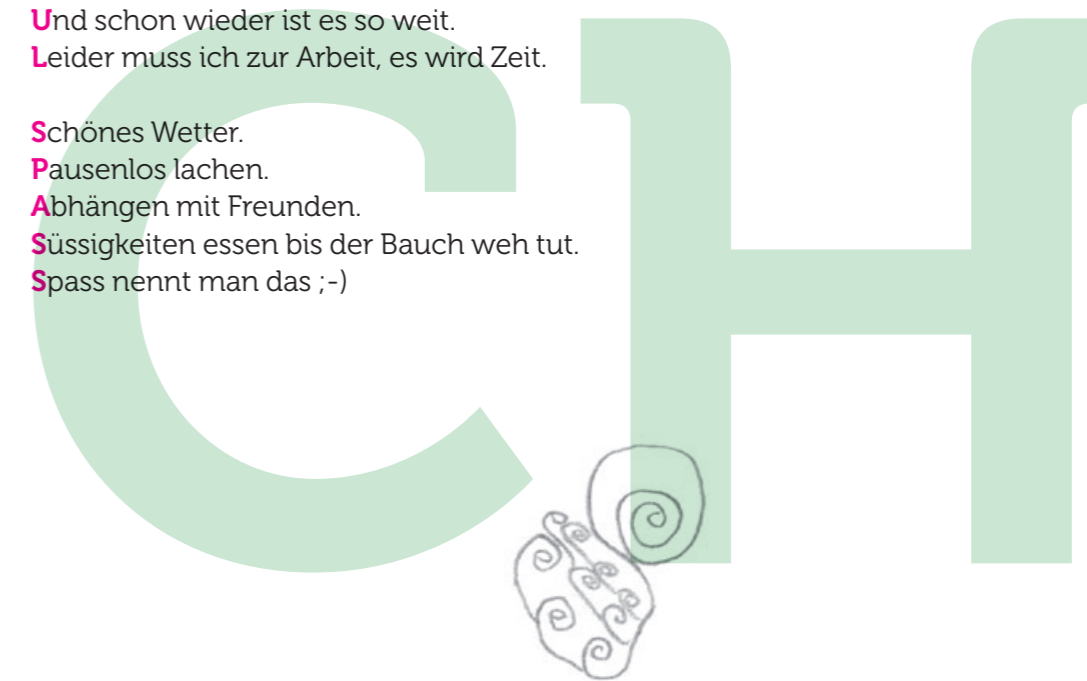 Und schon wieder ist es so weit.
Leider muss ich zur Arbeit, es wird Zeit.
Schönes Wetter.
Pausenlos lachen.
Abhängen mit Freunden.
Süssigkeiten essen bis der Bauch weh tut.
Spass nennt man das ;-)
CH